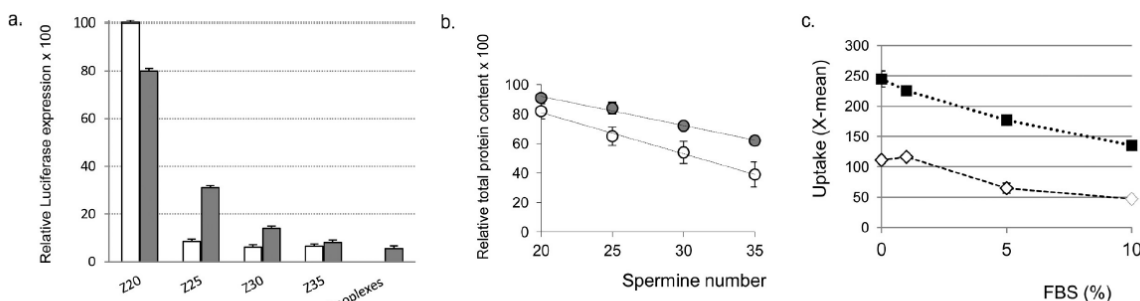 a.
Relative Luciferase expression x 100
100
80
60
40
20
0
Z20
Z25
Z30
Z35
b.
Relative total protein content x 100
100
80
60
40
20
0
20
25
30
35
Spermine number
c.
Uptake (X-mean)
300
250
200
150
100
50
0
0
5
10
FBS (%)